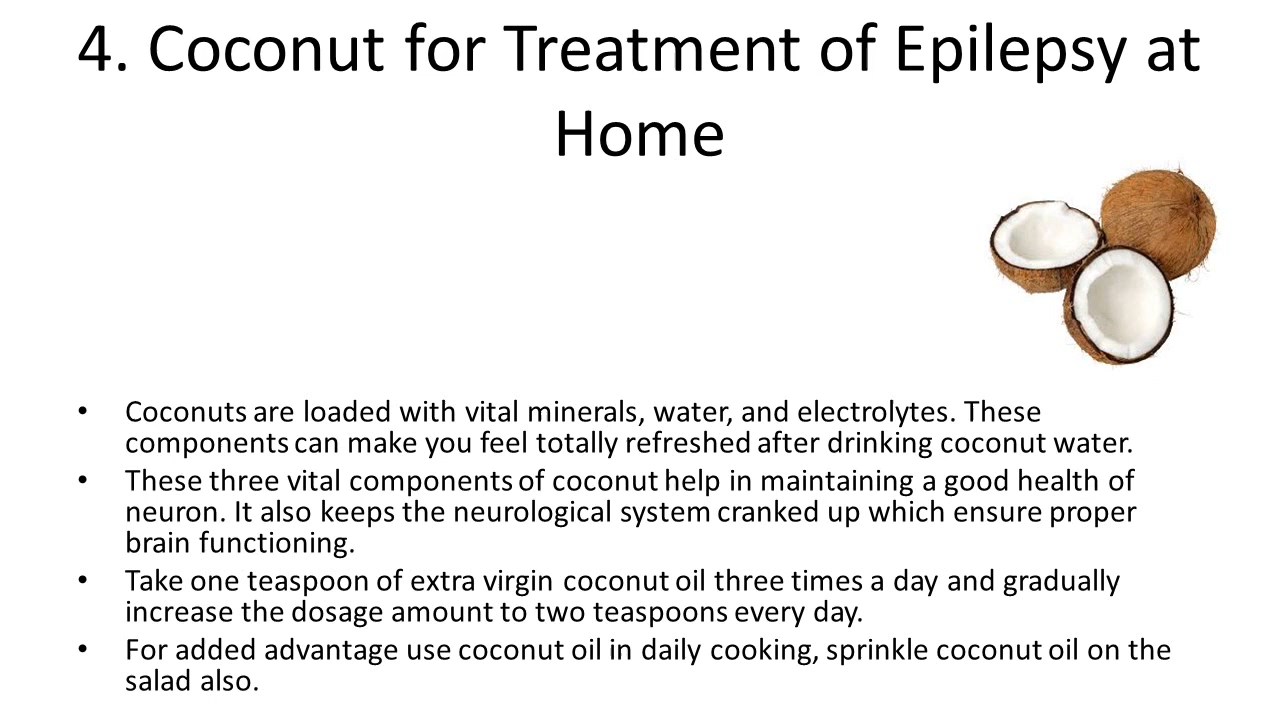 4. Coconut for Treatment of Epilepsy at
Home
• Coconuts are loaded with vital minerals, water, and electrolytes. These
components can make you feel totally refreshed after drinking coconut water.
• These three vital components of coconut help in maintaining a good health of
neuron. It also keeps the neurological system cranked up which ensure proper
brain functioning.
• Take one teaspoon of extra virgin coconut oil three times a day and gradually
increase the dosage amount to two teaspoons every day.
• For added advantage use coconut oil in daily cooking, sprinkle coconut oil on the
salad also.